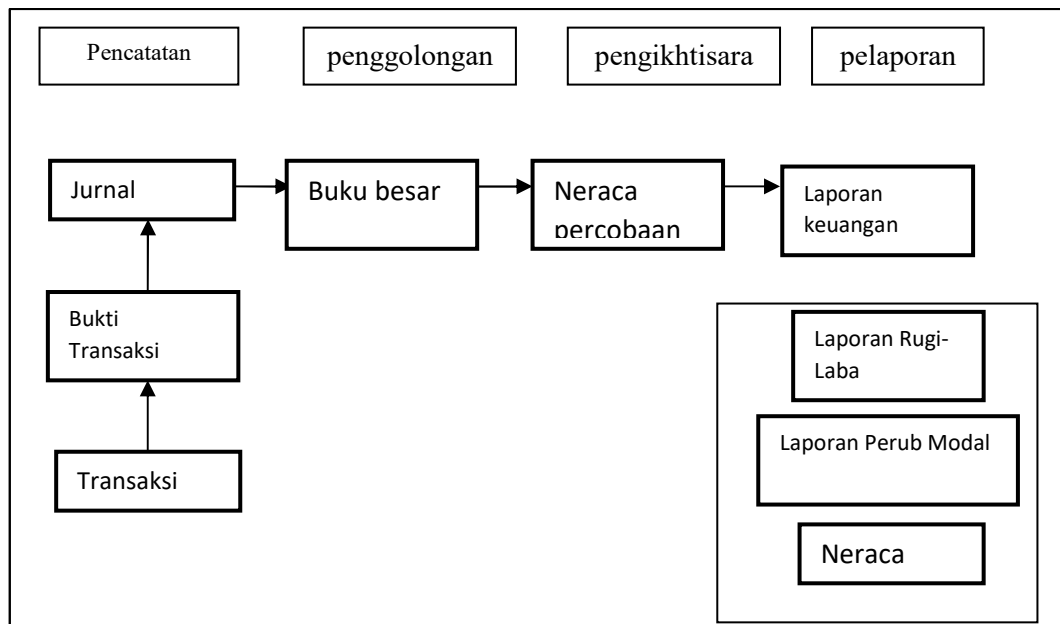 Pencatatan
penggolongan
pengikhtisara
pelaporan
Jurnal
Buku besar
Neraca
percobaan
Laporan
keuangan
Bukti
Transaksi
Laporan Rugi-
Laba
Laporan Perub Modal
Transaksi
Neraca